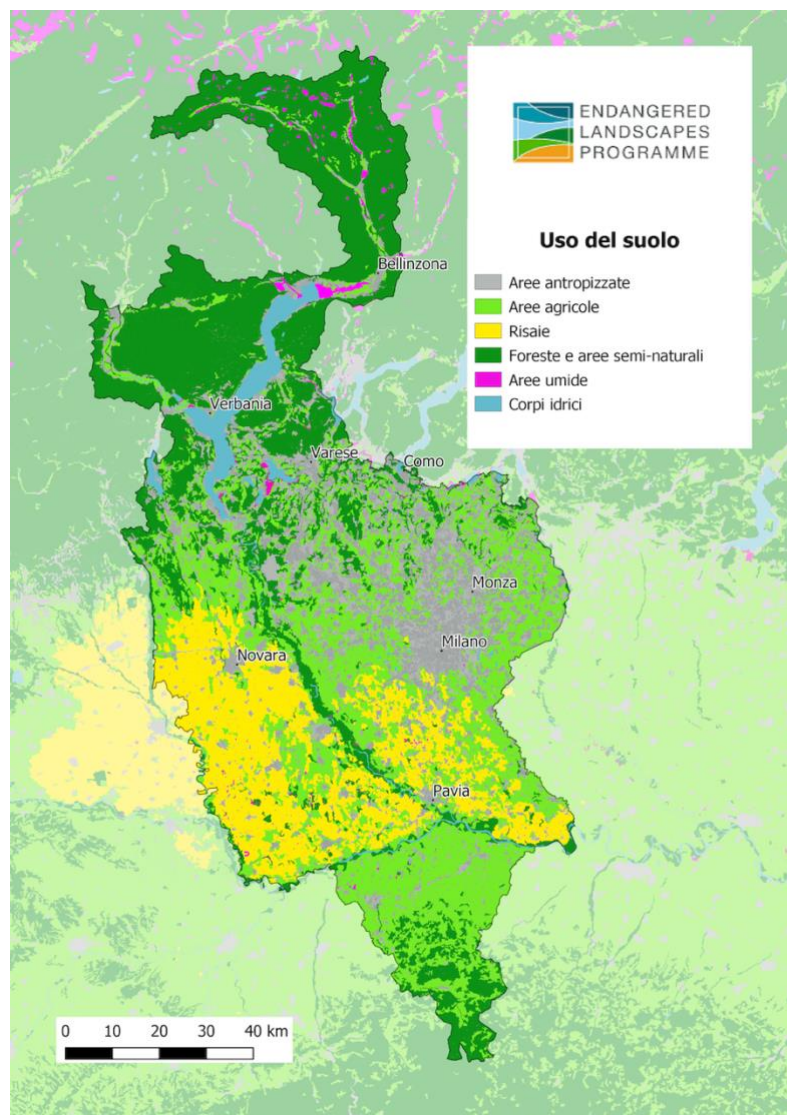 ENDANGERED
LANDSCAPES
PROGRAMME
Uso del suolo
Aree antropizzate
Aree agricole
Risaie
Foreste e aree semi-naturali
Aree umide
Corpi idrici
Bellinzona
Verbania
Varese
Como
Monza
Milano
Novara
Pavia
0 10 20 30 40 km